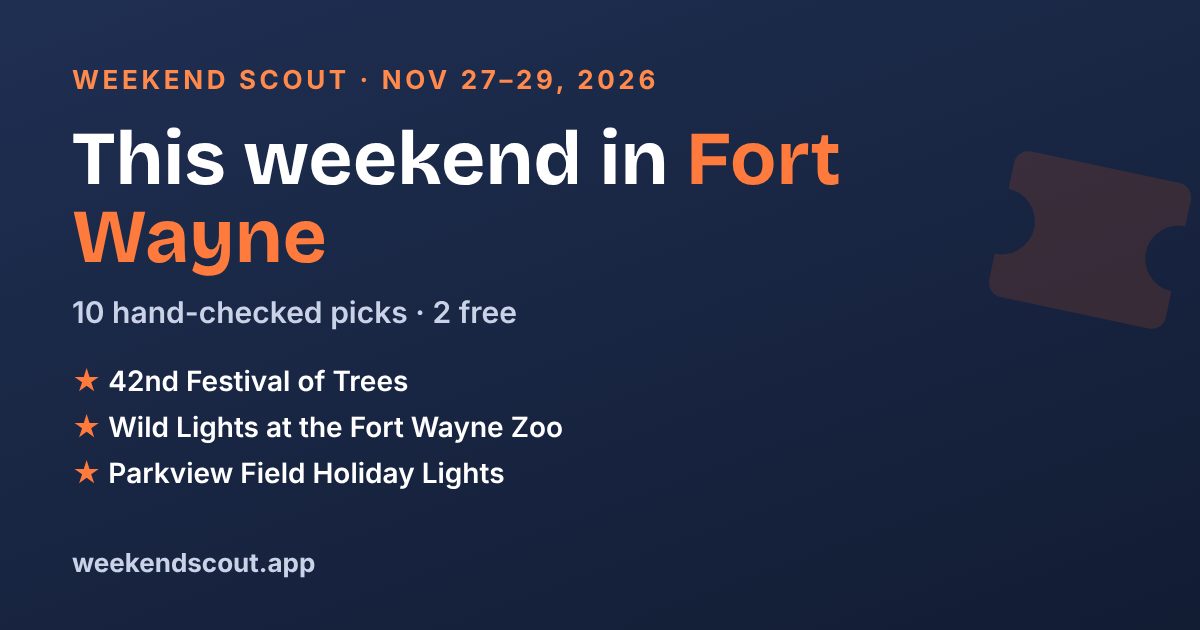 WEEKEND SCOUT · NOV 27–29, 2026
This weekend in Fort
Wayne
10 hand-checked picks · 2 free
★ 42nd Festival of Trees
★ Wild Lights at the Fort Wayne Zoo
★ Parkview Field Holiday Lights
weekendscout.app